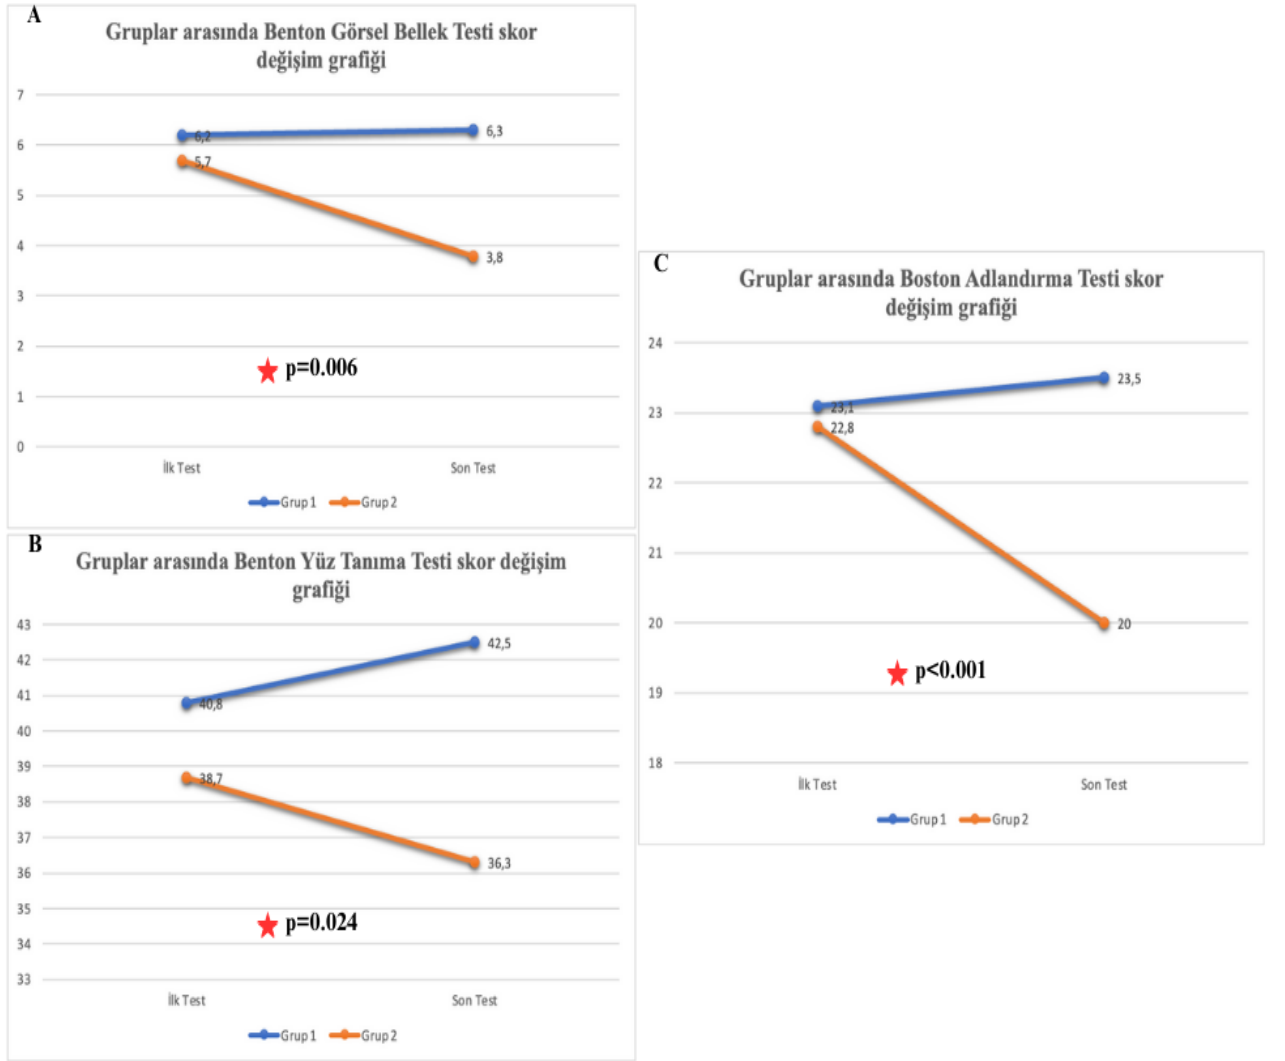 A
Gruplar arasında Benton Görsel Bellek Testi skor
değişim grafiği
7
6
5
4
3
2
1
0
6,2
6,3
5,7
3,8
p=0.006
İlk Test
Son Test
Grup 1
Grup 2
B
Gruplar arasında Benton Yüz Tanıma Testi skor değişim
grafiği
43
42
41
40
39
38
37
36
35
34
33
42,5
40,8
38,7
36,3
p=0.024
İlk Test
Son Test
Grup 1
Grup 2
C
Gruplar arasında Boston Adlandırma Testi skor
değişim grafiği
24
23
22
21
20
19
18
23,5
23,1
22,8
20
p<0.001
İlk Test
Son Test
Grup 1
Grup 2